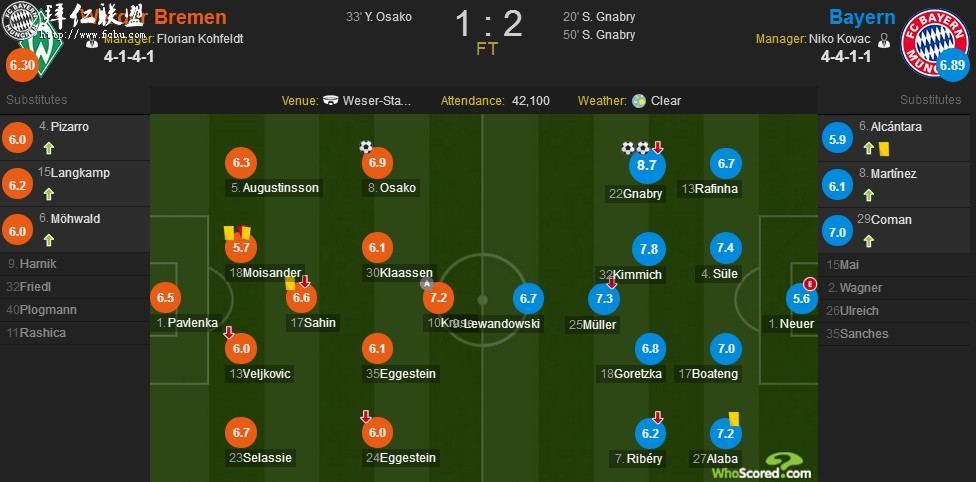 拜仁联盟
http://www.fcbu.com
Werder Bremen
Manager: Florian Kohfeldt
4-1-4-1
6.30
33' Y. Osako
1 : 2
FT
20' S. Gnabry
50' S. Gnabry
Bayern
Manager: Niko Kovac
4-4-1-1
FC BAYERN
MÜNCHEN
6.89
Substitutes
Venue: Weser-Sta...
Attendance: 42,100
Weather: Clear
Substitutes
6.0
4. Pizarro
6.2
15 Langkamp
6.0
6. Möhwald
9. Harnik
32 Friedl
40 Plogmann
11 Rashica
6.5
1. Pavlenka
6.3
5. Augustinsson
5.7
18 Moisander
6.0
13 Veljkovic
6.7
23 Selassie
6.6
17 Sahin
6.9
8. Osako
6.1
30 Klaassen
6.1
35 Eggestein
6.0
24 Eggestein
A
7.2
10 Kruse
6.7
9. Lewandowski
7.3
25 Müller
8.7
22 Gnabry
7.8
32 Kimmich
6.8
18 Goretzka
6.2
7. Ribéry
6.7
13 Rafinha
7.4
4. Süle
7.0
17 Boateng
7.2
27 Alaba
E
5.6
1. Neuer
5.9
6. Alcántara
6.1
8. Martínez
7.0
29 Coman
15 Mai
2. Wagner
26 Ulreich
35 Sanches
WhoScored.com